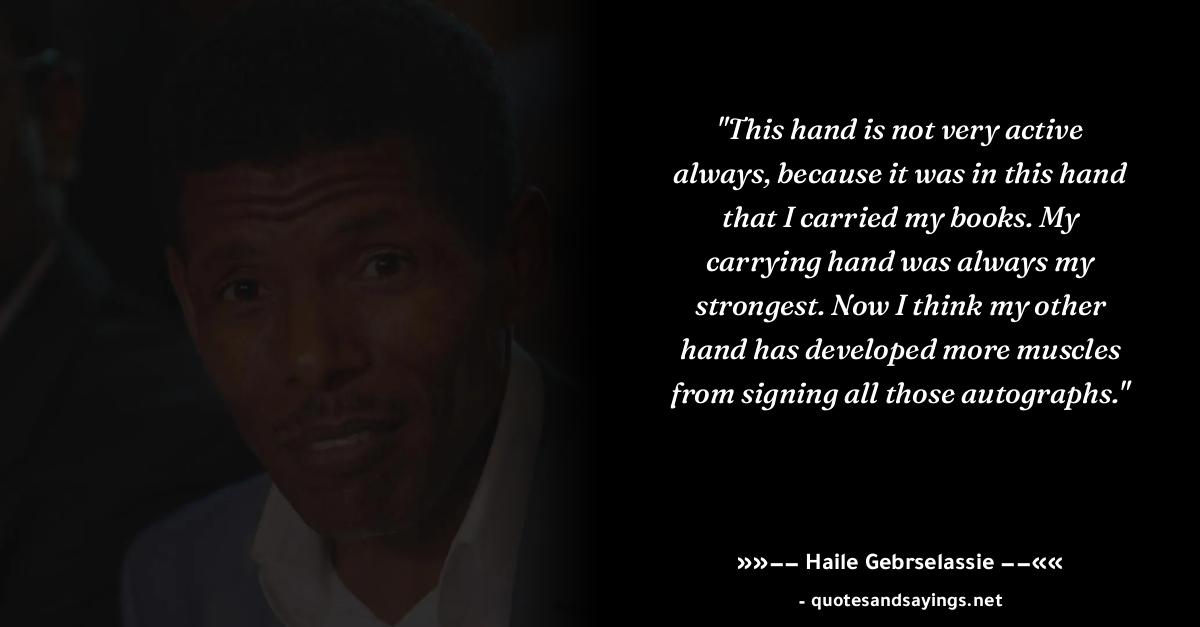 "This hand is not very active
always, because it was in this hand
that I carried my books. My
carrying hand was always my
strongest. Now I think my other
hand has developed more muscles
from signing all those autographs."
»»−− Haile Gebrselassie −−««
- quotesandsayings.net